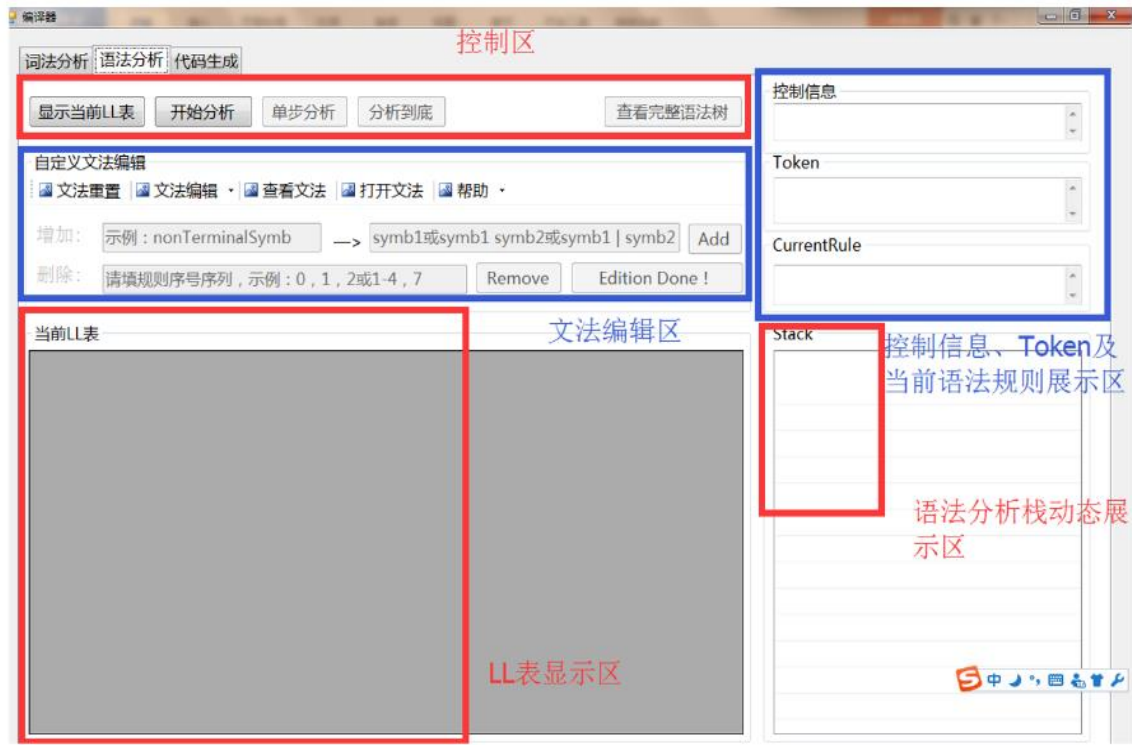 编译器
控制区
词法分析 语法分析 代码生成
显示当前LL表 开始分析 单步分析 分析到底 查看完整语法树
控制信息
自定义文法编辑
Token
文法重置 文法编辑 查看文法 打开文法 帮助
增加: 示例:nonTerminalSymb —> symb1或symb1 symb2或symb1 | symb2 Add
CurrentRule
删除: 请填规则序号序列,示例:0,1,2或1-4,7 Remove Edition Done !
当前LL表
文法编辑区
Stack
控制信息、Token及
当前语法规则展示区
语法分析栈动态展
示区
LL表显示区
中